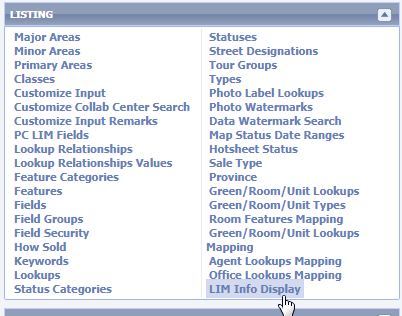 LISTING
Major Areas
Minor Areas
Primary Areas
Classes
Customize Input
Customize Collab Center Search
Customize Input Remarks
PC LIM Fields
Lookup Relationships
Lookup Relationships Values
Feature Categories
Features
Fields
Field Groups
Field Security
How Sold
Keywords
Lookups
Status Categories
Statuses
Street Designations
Tour Groups
Types
Photo Label Lookups
Photo Watermarks
Data Watermark Search
Map Status Date Ranges
Hotsheet Status
Sale Type
Province
Green/Room/Unit Lookups
Green/Room/Unit Types
Room Features Mapping
Green/Room/Unit Lookups
Mapping
Agent Lookups Mapping
Office Lookups Mapping
LIM Info Display